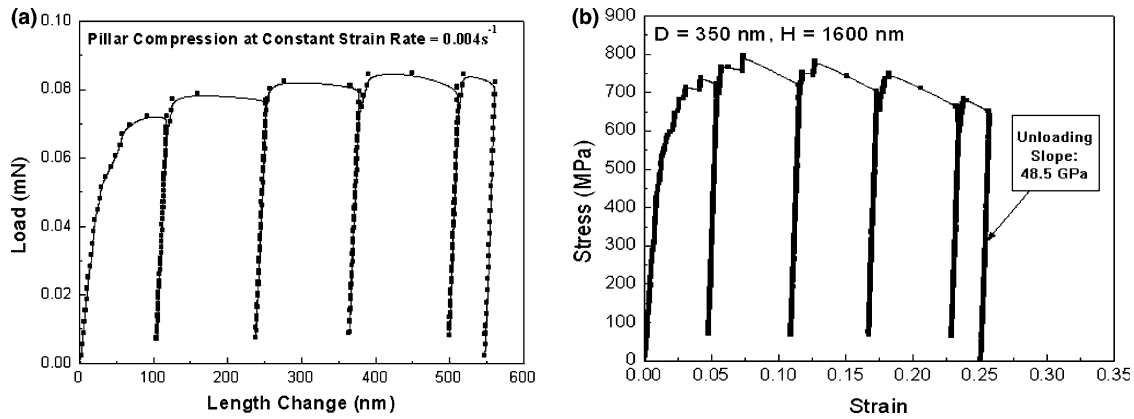 (a)
Pillar Compression at Constant Strain Rate = 0.004s⁻¹
Load (mN)
0.10
0.08
0.06
0.04
0.02
0.00
0 100 200 300 400 500 600
Length Change (nm)
(b)
D = 350 nm , H = 1600 nm
Stress (MPa)
900
800
700
600
500
400
300
200
100
0
Unloading
Slope:
48.5 GPa
0.00 0.05 0.10 0.15 0.20 0.25 0.30 0.35
Strain